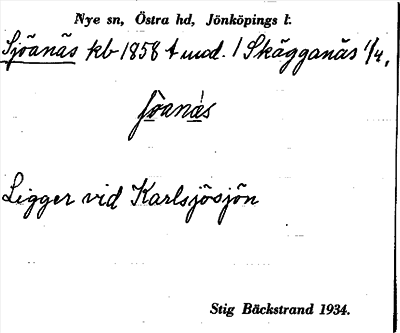 Nye sn, Östra hd, Jönköpings l:
Sjöanäs kb 1858 t mod. 1 Skägganäs 1/4,
Ligger vid Karlsjösjön
Stig Bäckstrand 1934.